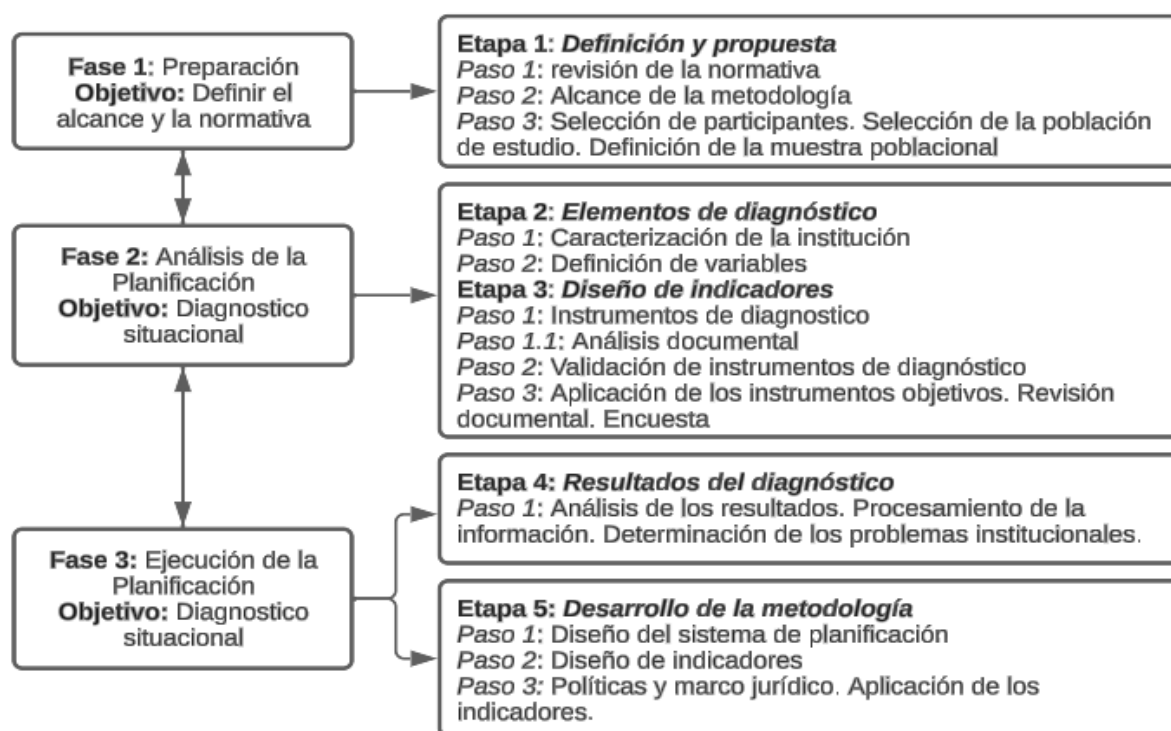 Fase 1: Preparación
Objetivo: Definir el
alcance y la normativa
Etapa 1: Definición y propuesta
Paso 1: revisión de la normativa
Paso 2: Alcance de la metodología
Paso 3: Selección de participantes. Selección de la población
de estudio. Definición de la muestra poblacional
Fase 2: Análisis de la
Planificación
Objetivo: Diagnostico
situacional
Etapa 2: Elementos de diagnóstico
Paso 1: Caracterización de la institución
Paso 2: Definición de variables
Etapa 3: Diseño de indicadores
Paso 1: Instrumentos de diagnostico
Paso 1.1: Análisis documental
Paso 2: Validación de instrumentos de diagnóstico
Paso 3: Aplicación de los instrumentos objetivos. Revisión
documental. Encuesta
Fase 3: Ejecución de la
Planificación
Objetivo: Diagnostico
situacional
Etapa 4: Resultados del diagnóstico
Paso 1: Análisis de los resultados. Procesamiento de la
información. Determinación de los problemas institucionales.
Etapa 5: Desarrollo de la metodología
Paso 1: Diseño del sistema de planificación
Paso 2: Diseño de indicadores
Paso 3: Políticas y marco jurídico. Aplicación de los
indicadores.